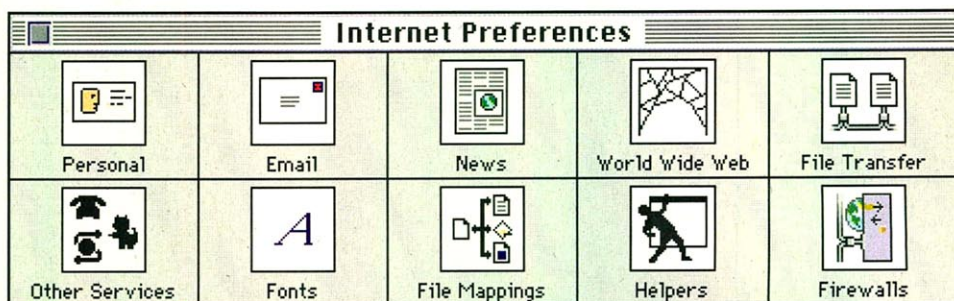 Internet Preferences
Personal Email News World Wide Web File Transfer
Other Services Fonts File Mappings Helpers Firewalls